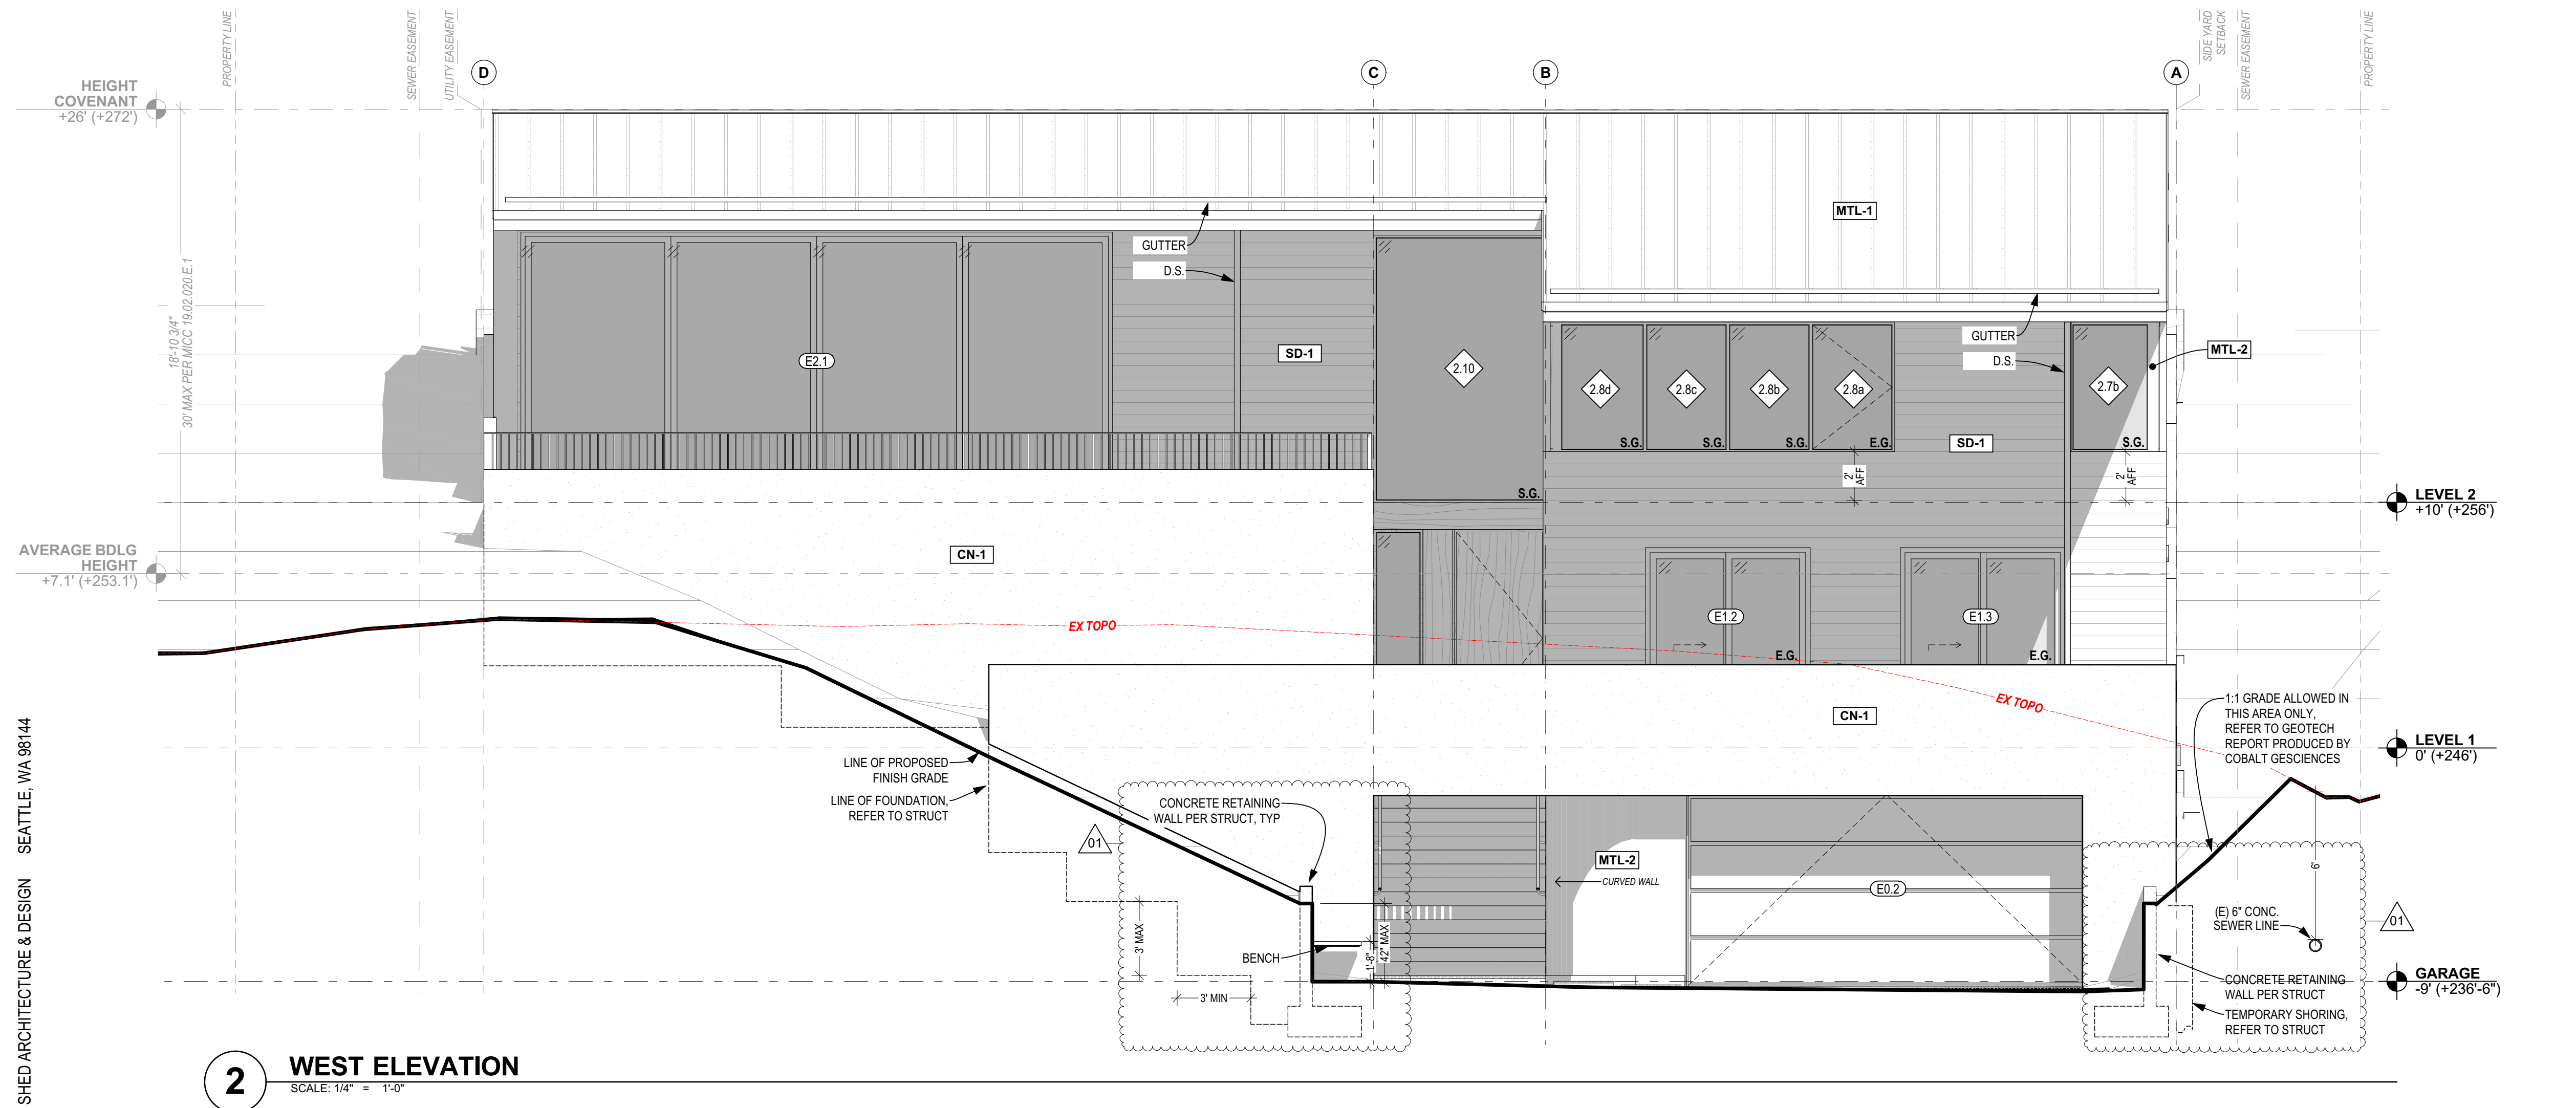 PROPERTY LINE
SEWER EASEMENT
UTILITY EASEMENT
D
C
B
A
SIDE YARD
SETBACK
SEWER EASEMENT
PROPERTY LINE
HEIGHT
COVENANT
+26' (+272')
18'-10 3/4"
30' MAX PER MICC 19.02.020.E.1
AVERAGE BDLG
HEIGHT
+7.1' (+253.1')
MTL-1
GUTTER
D.S.
SD-1
E2.1
2.10
S.G.
GUTTER
D.S.
MTL-2
2.8d
2.8c
2.8b
2.8a
2.7b
S.G.
S.G.
S.G.
E.G.
S.G.
SD-1
2'
AFF
2'
AFF
LEVEL 2
+10' (+256')
CN-1
EX TOPO
E1.2
E1.3
E.G.
E.G.
EX TOPO
CN-1
1:1 GRADE ALLOWED IN
THIS AREA ONLY,
REFER TO GEOTECH
REPORT PRODUCED BY
COBALT GESCIENCES
LEVEL 1
0' (+246')
LINE OF PROPOSED
FINISH GRADE
LINE OF FOUNDATION,
REFER TO STRUCT
CONCRETE RETAINING
WALL PER STRUCT, TYP
01
MTL-2
CURVED WALL
E0.2
6'
(E) 6" CONC.
SEWER LINE
01
3' MAX
3' MIN
BENCH
1'-8"
42" MAX
CONCRETE RETAINING
WALL PER STRUCT
TEMPORARY SHORING,
REFER TO STRUCT
GARAGE
-9' (+236'-6")
SHED ARCHITECTURE & DESIGN SEATTLE, WA 98144
2
WEST ELEVATION
SCALE: 1/4" = 1'-0"